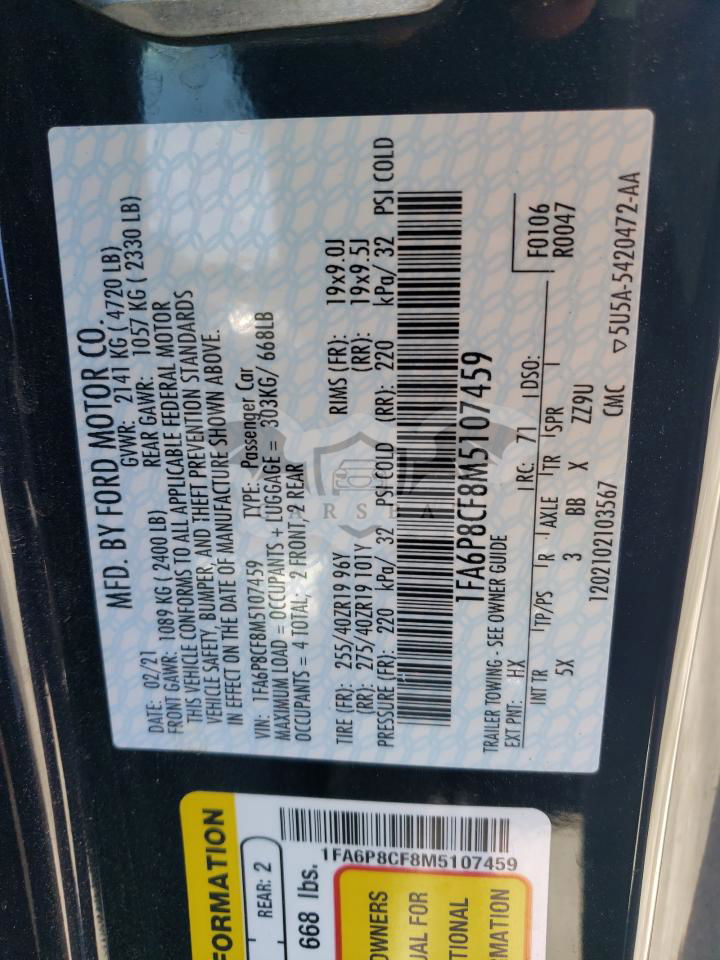 MFD. BY FORD MOTOR CO.
DATE: 02/21 GVWR: 2141 KG ( 4720 LB)
FRONT GAWR: 1089 KG ( 2400 LB) REAR GAWR: 1057 KG ( 2330 LB)
THIS VEHICLE CONFORMS TO ALL APPLICABLE FEDERAL MOTOR
VEHICLE SAFETY, BUMPER, AND THEFT PREVENTION STANDARDS
IN EFFECT ON THE DATE OF MANUFACTURE SHOWN ABOVE.
VIN: 1FA6P8CF8M5107459 TYPE: Passenger Car
MAXIMUM LOAD = OCCUPANTS + LUGGAGE = 303KG/ 668LB
OCCUPANTS = 4 TOTAL; 2 FRONT, 2 REAR
TIRE (FR): 255/40ZR19 96Y RIMS (FR): 19x9.0J
(RR): 275/40ZR19 101Y (RR): 19x9.5J
PRESSURE (FR): 220 kPa/ 32 PSI COLD (RR): 220 kPa/ 32 PSI COLD
1FA6P8CF8M5107459
TRAILER TOWING - SEE OWNER GUIDE
EXT PNT: HX RC: 71 DSO: F0106
R0047
INT TR TP/PS R AXLE TR SPR
5X 3 BB X ZZ9U
1202102103567 CMC ▽5U5A-5420472-AA
FORMATION
REAR: 2
668 lbs.
1FA6P8CF8M5107459
OWNERS
UAL FOR
TIONAL
MATION